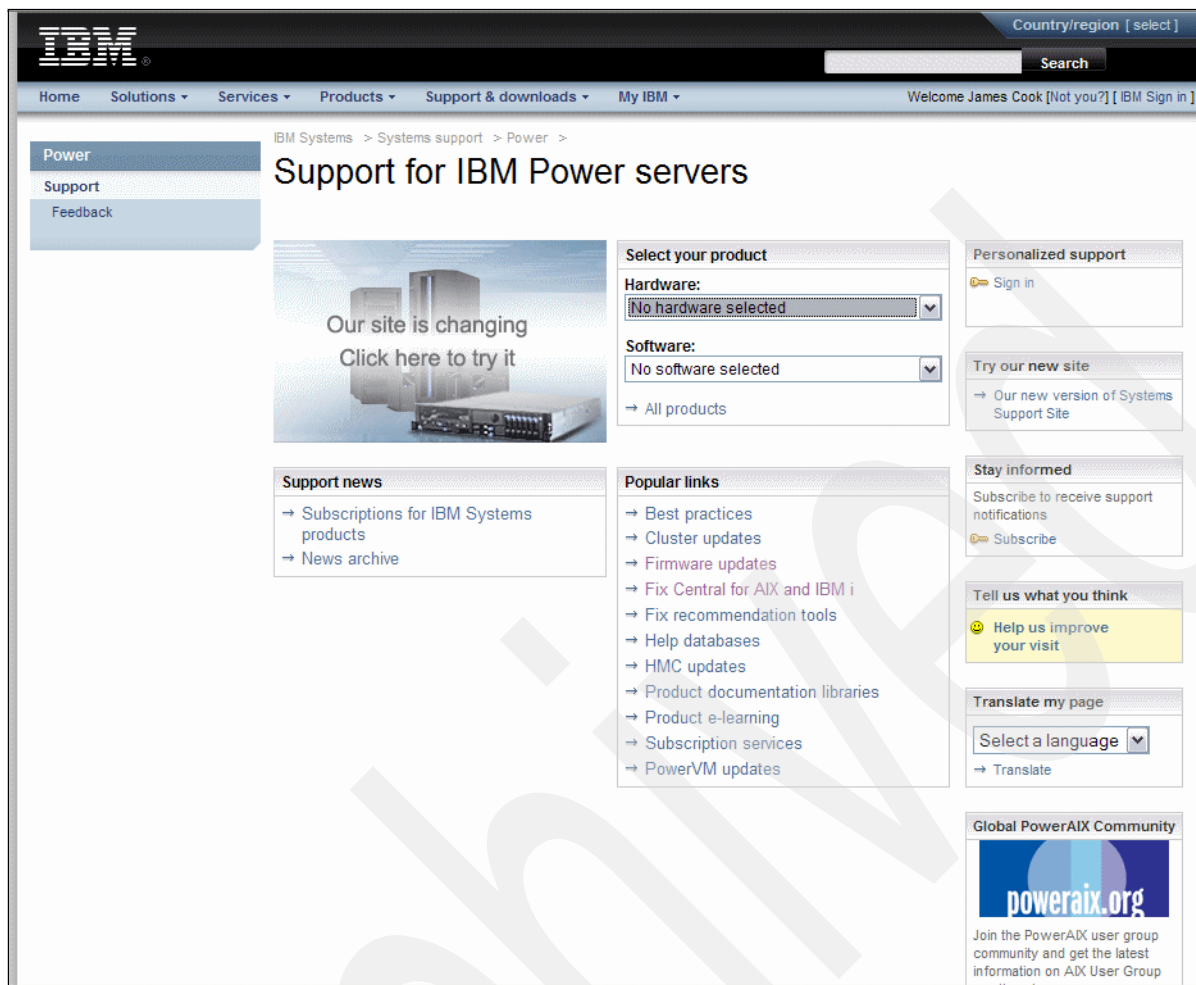 Country/region [ select ]
IBM ®
Search
Home Solutions Services Products Support & downloads My IBM Welcome James Cook [Not you?] [ IBM Sign in ]
Power
Support
Feedback
IBM Systems > Systems support > Power >
Support for IBM Power servers
Our site is changing
Click here to try it
Select your product
Hardware:
No hardware selected
Software:
No software selected
→ All products
Support news
→ Subscriptions for IBM Systems
products
→ News archive
Popular links
→ Best practices
→ Cluster updates
→ Firmware updates
→ Fix Central for AIX and IBM i
→ Fix recommendation tools
→ Help databases
→ HMC updates
→ Product documentation libraries
→ Product e-learning
→ Subscription services
→ PowerVM updates
Personalized support
Sign in
Try our new site
→ Our new version of Systems
Support Site
Stay informed
Subscribe to receive support
notifications
Subscribe
Tell us what you think
Help us improve
your visit
Translate my page
Select a language
→ Translate
Global PowerAIX Community
poweraix.org
Join the PowerAIX user group
community and get the latest
information on AIX User Group